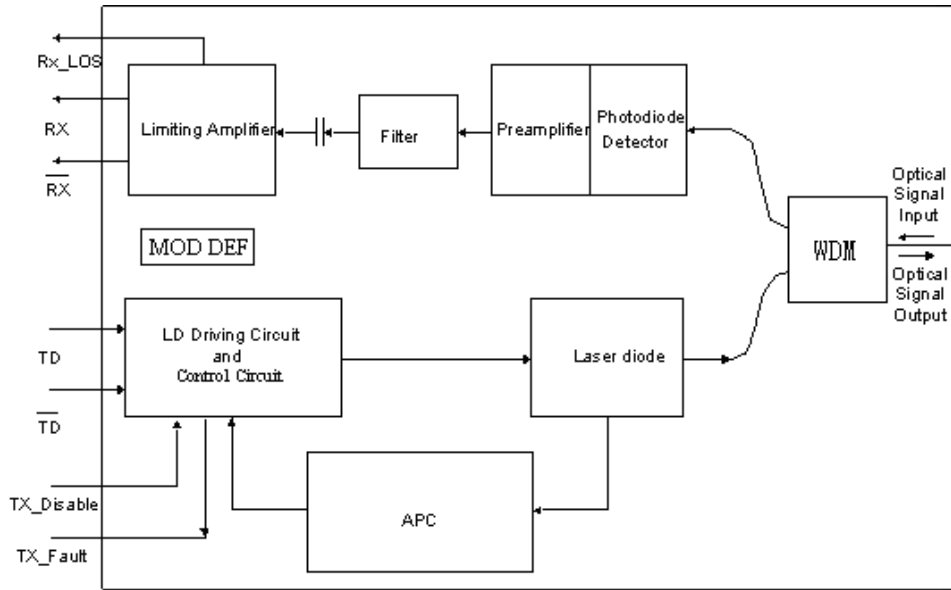 Rx_LOS
RX
RX
Limiting Amplifier
Filter
Preamplifier
Photodiode
Detector
Optical
Signal
Input
WDM
Optical
Signal
Output
MOD DEF
TD
TD
LD Driving Circuit
and
Control Circuit
Laser diode
TX_Disable
TX_Fault
APC